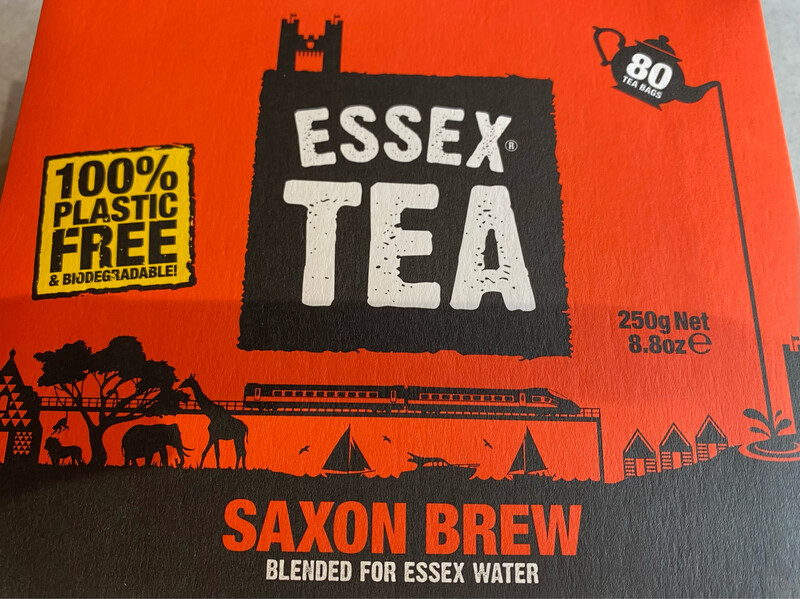 80
TEA BAGS
ESSEX®
TEA
100%
PLASTIC
FREE
& BIODEGRADABLE!
250g Net
8.8oz ℮
SAXON BREW
BLENDED FOR ESSEX WATER